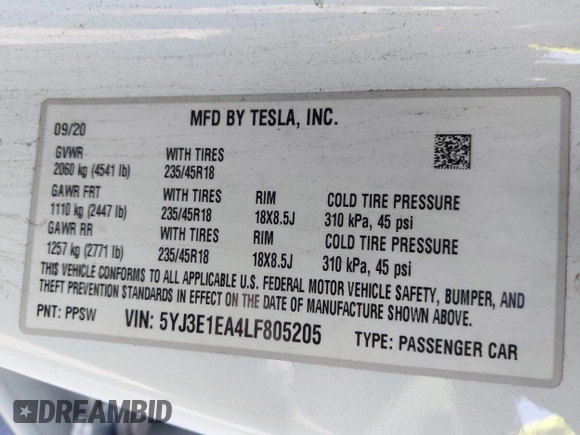 MFD BY TESLA, INC.
09/20
GVWR WITH TIRES
2060 kg (4541 lb) 235/45R18
GAWR FRT WITH TIRES RIM COLD TIRE PRESSURE
1110 kg (2447 lb) 235/45R18 18X8.5J 310 kPa, 45 psi
GAWR RR WITH TIRES RIM COLD TIRE PRESSURE
1257 kg (2771 lb) 235/45R18 18X8.5J 310 kPa, 45 psi
THIS VEHICLE CONFORMS TO ALL APPLICABLE U.S. FEDERAL MOTOR VEHICLE SAFETY, BUMPER, AND
THEFT PREVENTION STANDARDS IN EFFECT ON THE DATE OF MANUFACTURE SHOWN ABOVE.
PNT: PPSW VIN: 5YJ3E1EA4LF805205 TYPE: PASSENGER CAR
DREAMBID